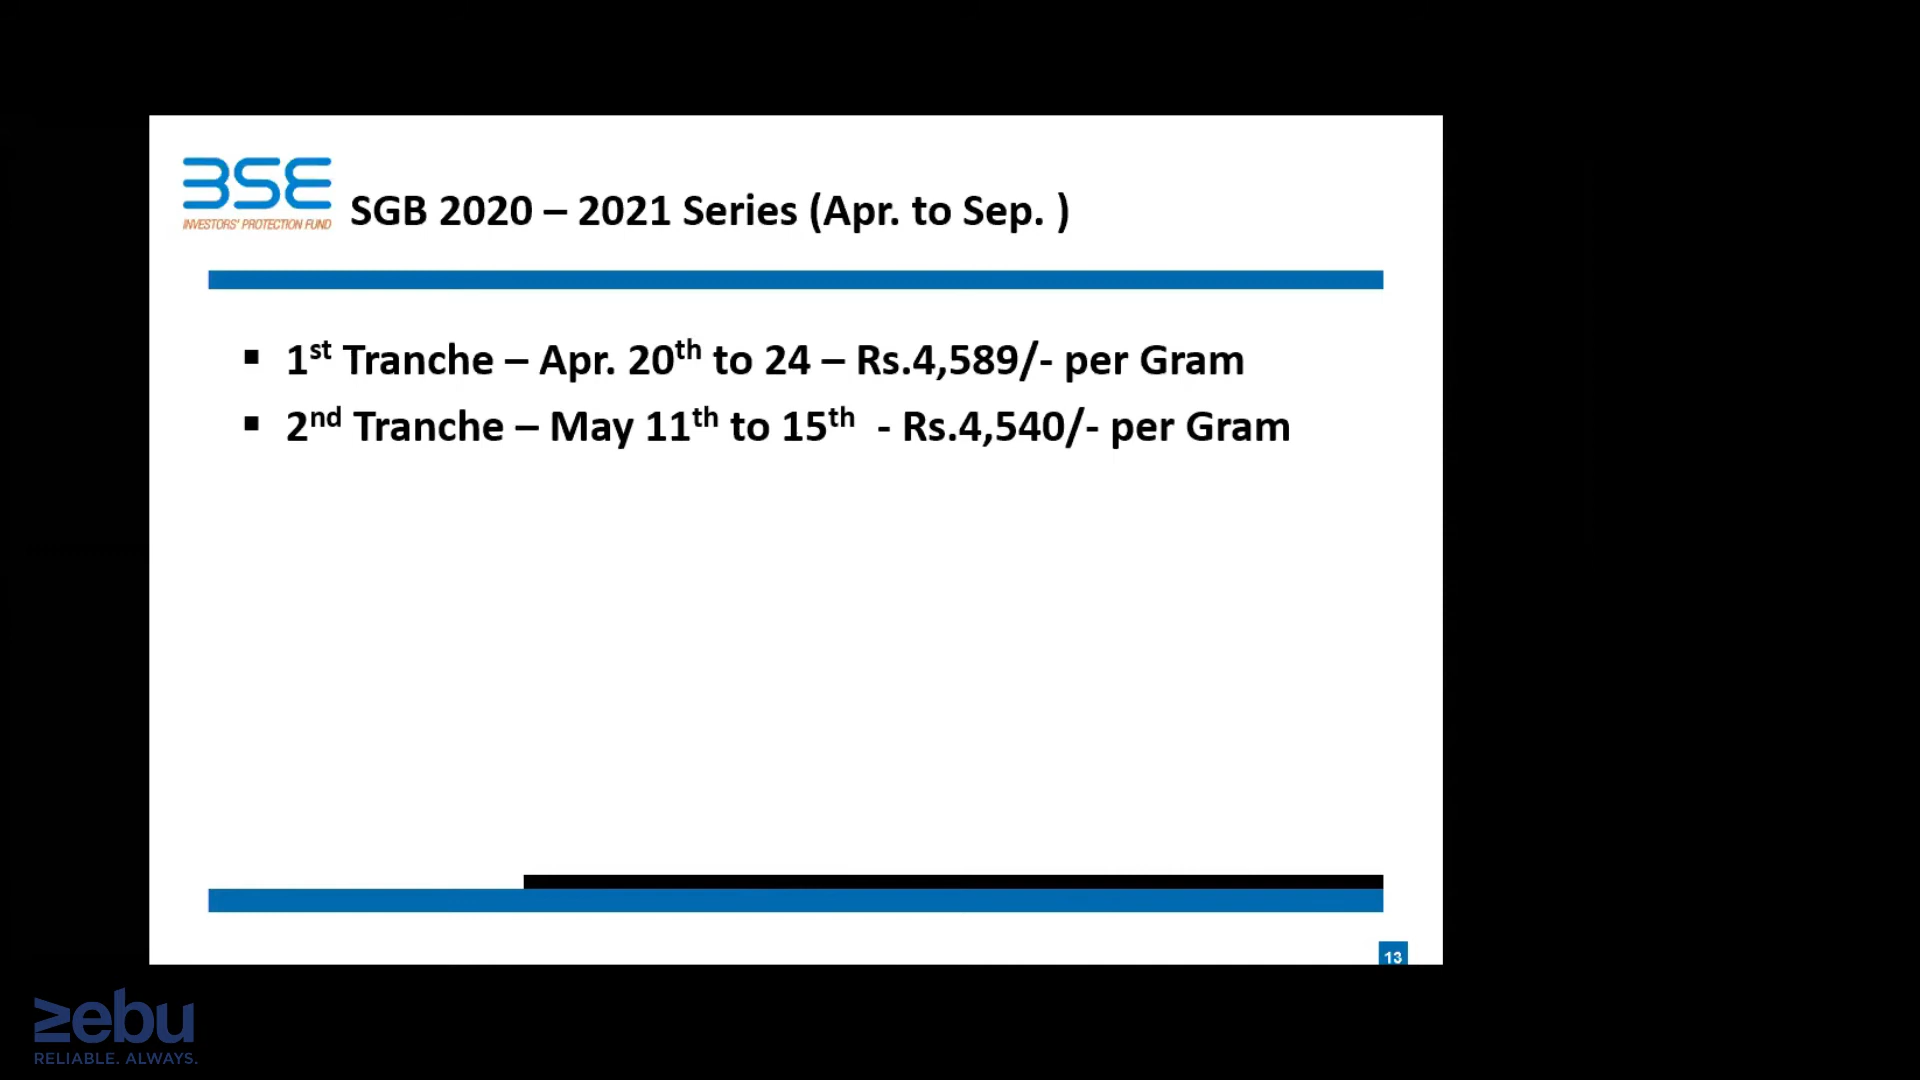 BSE
INVESTORS' PROTECTION FUND
SGB 2020 – 2021 Series (Apr. to Sep. )
▪ 1st Tranche – Apr. 20th to 24 – Rs.4,589/- per Gram
▪ 2nd Tranche – May 11th to 15th - Rs.4,540/- per Gram
13
zebu
RELIABLE. ALWAYS.